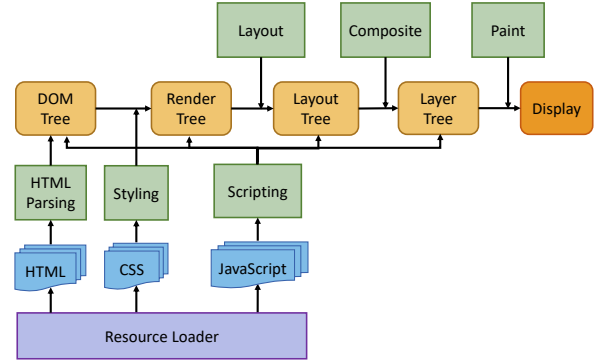 Layout
Composite
Paint
DOM
Tree
Render
Tree
Layout
Tree
Layer
Tree
Display
HTML
Parsing
Styling
Scripting
HTML
CSS
JavaScript
Resource Loader